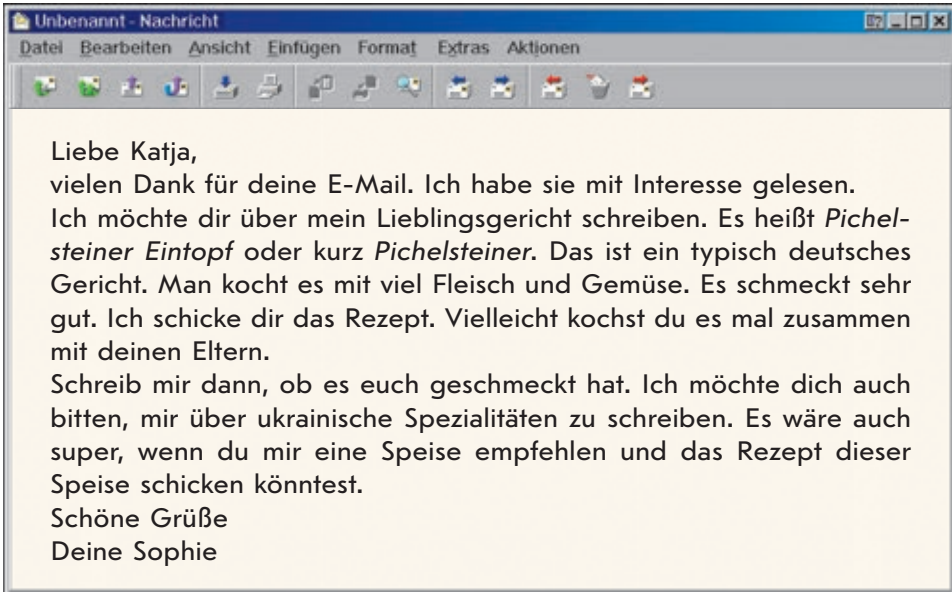 Unbenannt - Nachricht
Datei Bearbeiten Ansicht Einfügen Format Extras Aktionen
Liebe Katja,
vielen Dank für deine E-Mail. Ich habe sie mit Interesse gelesen.
Ich möchte dir über mein Lieblingsgericht schreiben. Es heißt Pichel-
steiner Eintopf oder kurz Pichelsteiner. Das ist ein typisch deutsches
Gericht. Man kocht es mit viel Fleisch und Gemüse. Es schmeckt sehr
gut. Ich schicke dir das Rezept. Vielleicht kochst du es mal zusammen
mit deinen Eltern.
Schreib mir dann, ob es euch geschmeckt hat. Ich möchte dich auch
bitten, mir über ukrainische Spezialitäten zu schreiben. Es wäre auch
super, wenn du mir eine Speise empfehlen und das Rezept dieser
Speise schicken könntest.
Schöne Grüße
Deine Sophie